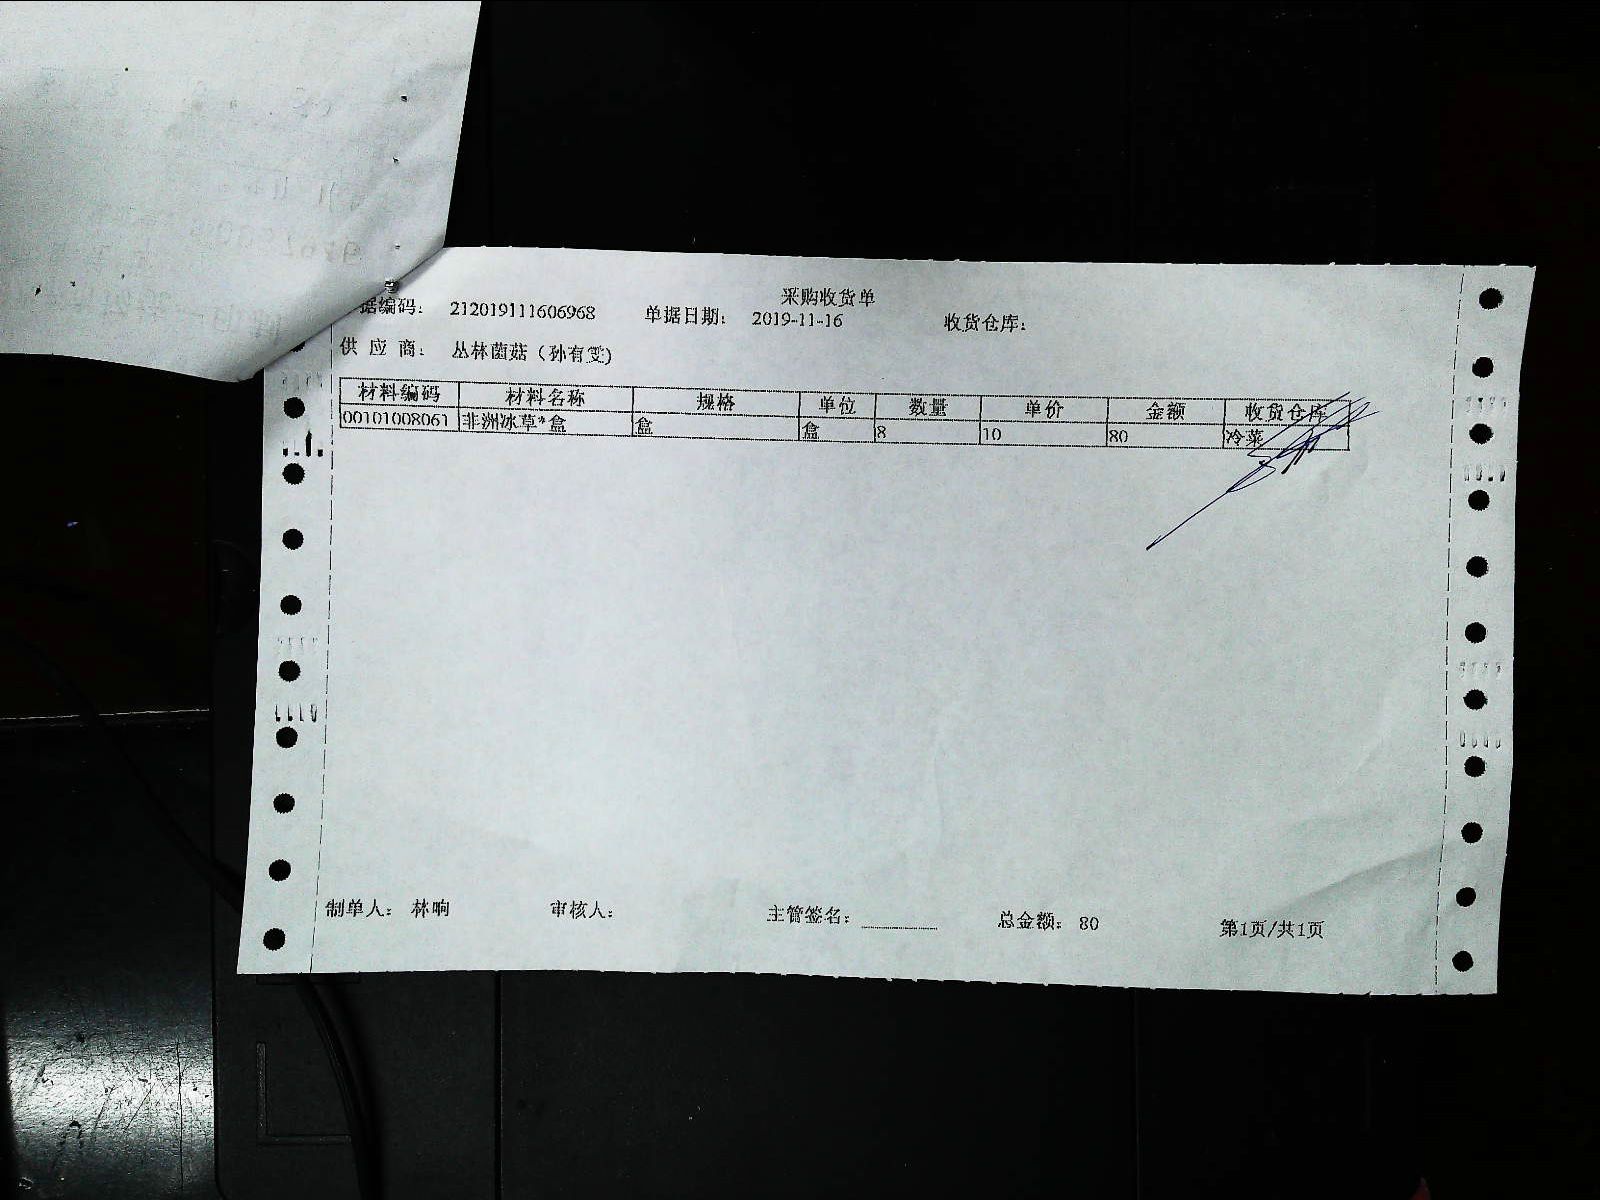 采购收货单
据编码： 212019111606968 单据日期： 2019-11-16 收货仓库：
供 应 商： 丛林菌菇（孙有雯）
材料编码 材料名称 规格 单位 数量 单价 金额 收货仓库
00101008061 非洲冰草*盒 盒 盒 8 10 80 冷菜
制单人： 林响 审核人： 主管签名： 总金额： 80 第1页/共1页